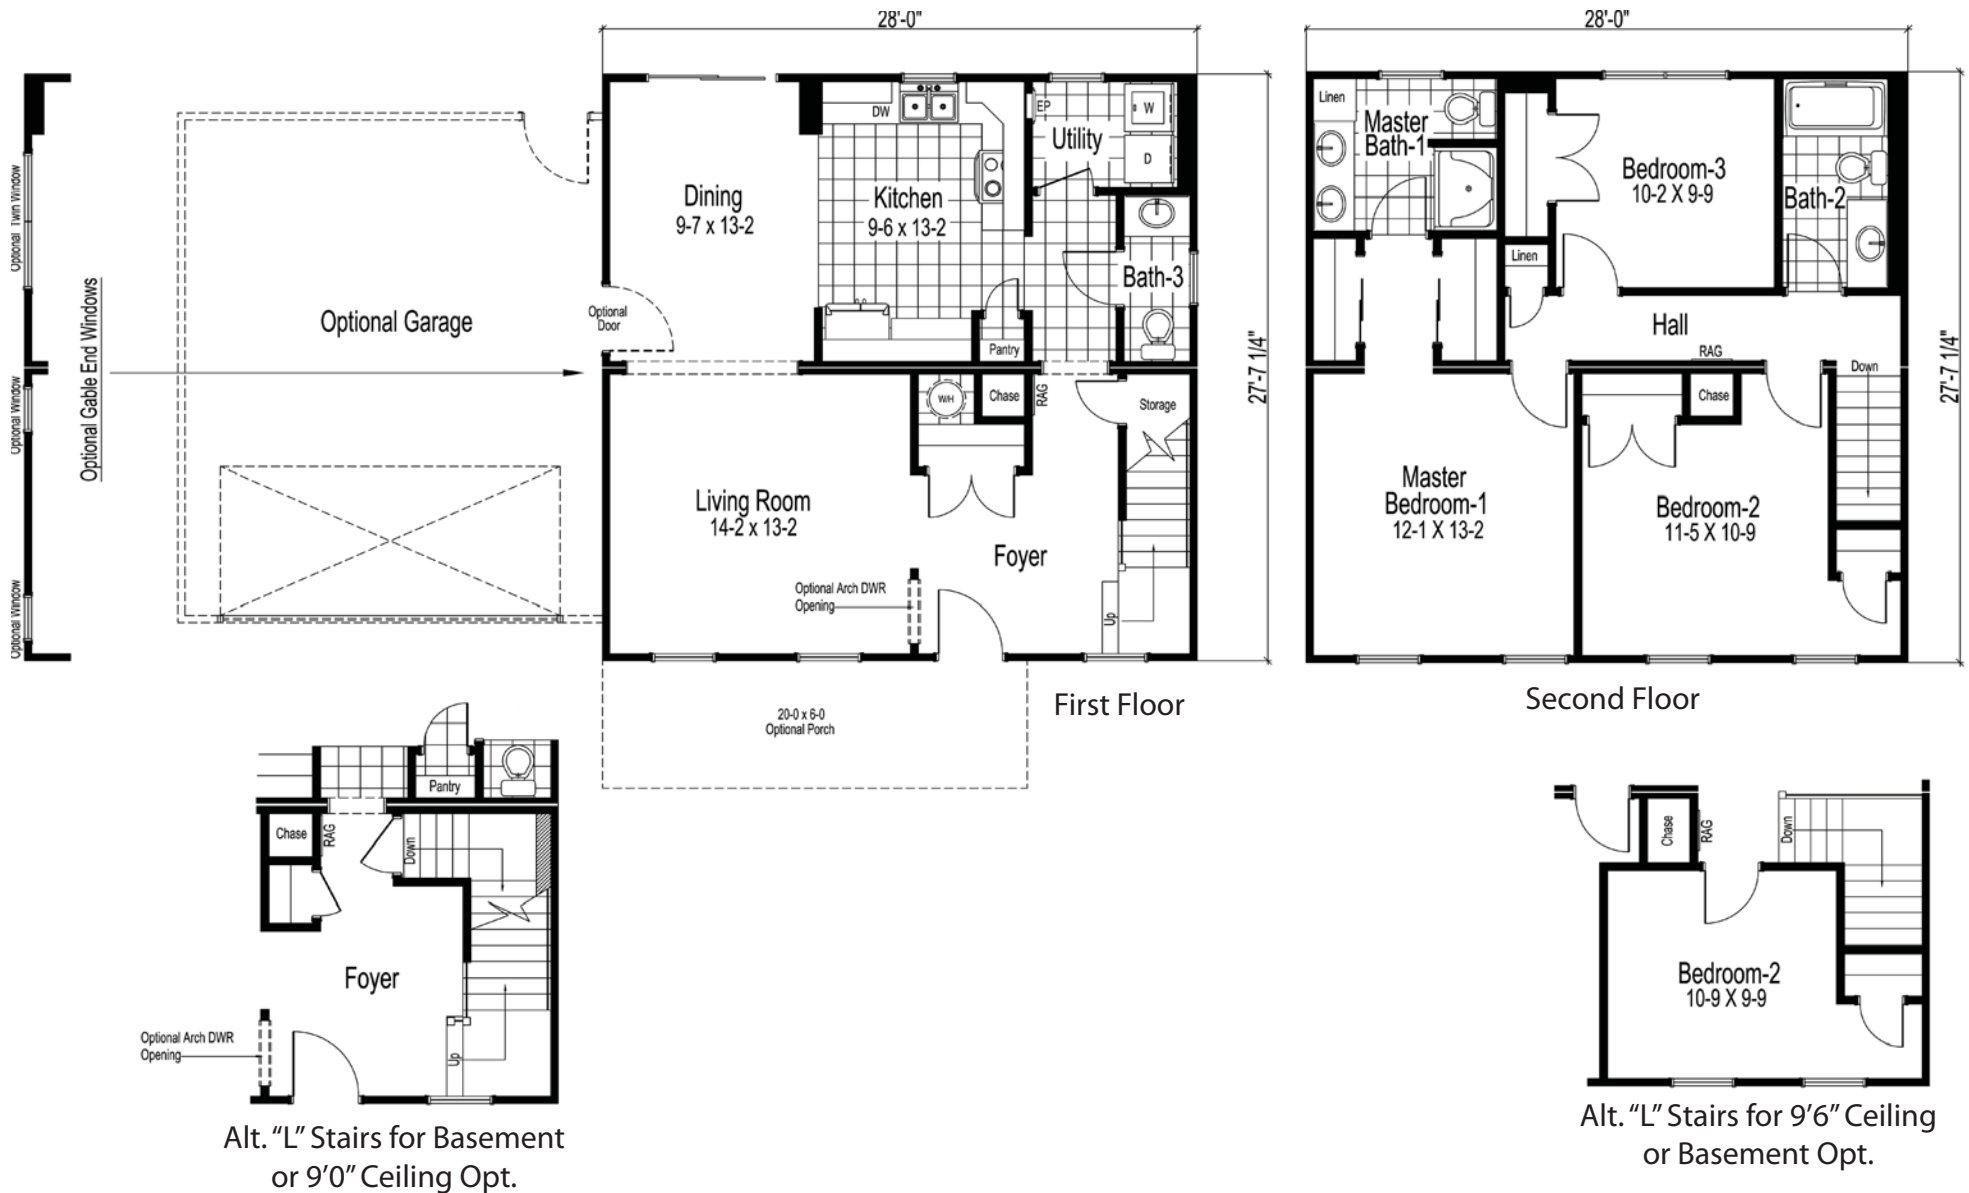 28'-0"
28'-0"
Optional Twin Window
Optional Window
Optional Window
Optional Gable End Windows
Optional Garage
Optional
Door
Dining
9-7 x 13-2
DW
Kitchen
9-6 x 13-2
EP
Utility
W
D
Bath-3
Pantry
27'-7 1/4"
W/H
Chase
RAG
Storage
Living Room
14-2 x 13-2
Foyer
Optional Arch DWR
Opening
Up
20-0 x 6-0
Optional Porch
First Floor
Linen
Master
Bath-1
Bedroom-3
10-2 X 9-9
Bath-2
Linen
Hall
RAG
Down
Chase
27'-7 1/4"
Master
Bedroom-1
12-1 X 13-2
Bedroom-2
11-5 X 10-9
Second Floor
Pantry
Chase
RAG
Down
Foyer
Optional Arch DWR
Opening
Up
Alt. “L” Stairs for Basement
or 9’0” Ceiling Opt.
Chase
RAG
Down
Bedroom-2
10-9 X 9-9
Alt. “L” Stairs for 9’6” Ceiling
or Basement Opt.